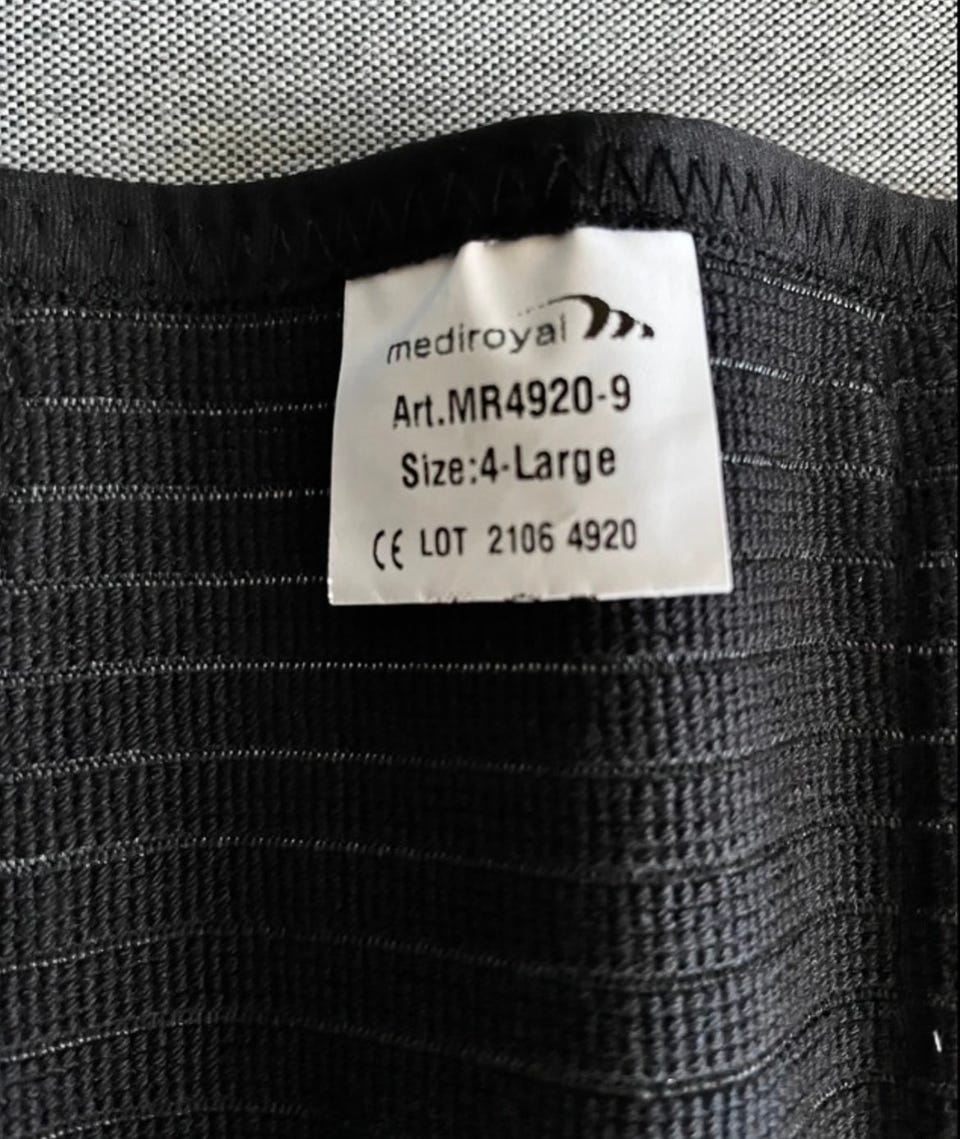 mediroyal
Art.MR4920-9
Size:4-Large
CE LOT 2106 4920